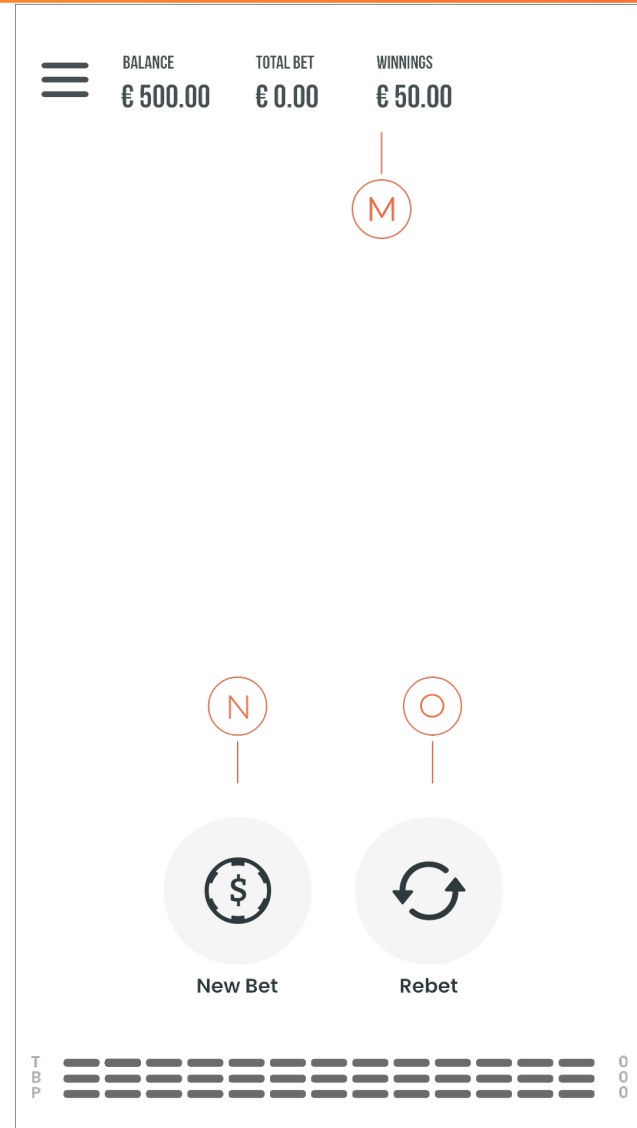 BALANCE TOTAL BET WINNINGS
€ 500.00 € 0.00 € 50.00
M
N O
$
New Bet Rebet
T 0
B 0
P 0